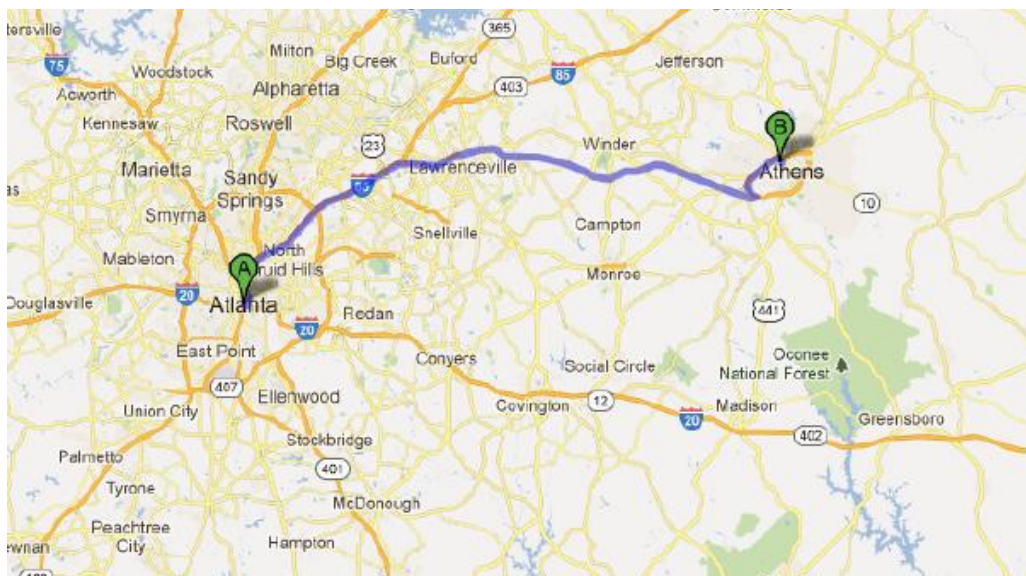 365
Milton
Big Creek
Buford
Jefferson
75
Woodstock
85
403
Acworth
Alpharetta
Kennesaw
Roswell
B
23
Winder
Marietta
Lawrenceville
Athens
Sandy
Springs
10
Smyrna
Snellville
Campton
North
Mableton
A
Druid Hills
Monroe
20
Douglasville
Atlanta
Redan
20
441
East Point
Conyers
Social Circle
Oconee
National Forest
407
Ellenwood
Union City
Covington
12
20
Madison
402
Greensboro
Stockbridge
Palmetto
401
Tyrone
McDonough
Peachtree
City
Hampton